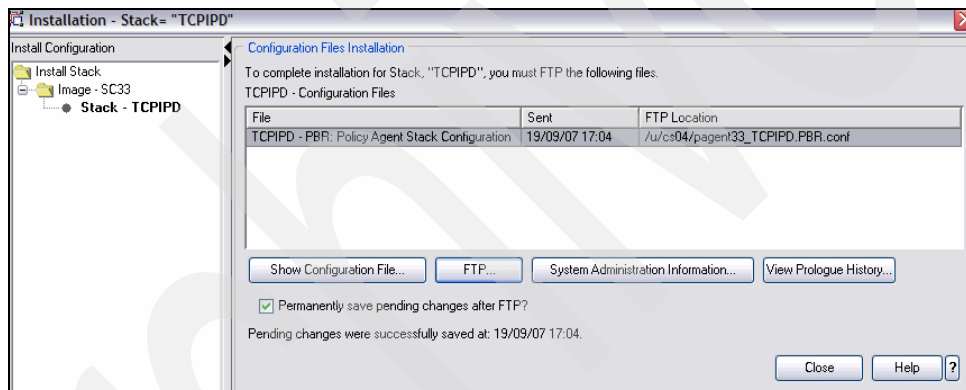 Installation - Stack= "TCPIPD"
Install Configuration
Install Stack
Image - SC33
Stack - TCPIPD
Configuration Files Installation
To complete installation for Stack, "TCPIPD", you must FTP the following files.
TCPIPD - Configuration Files
File Sent FTP Location
TCPIPD - PBR: Policy Agent Stack Configuration 19/09/07 17:04 /u/cs04/pagent33_TCPIPD.PBR.conf
Show Configuration File... FTP... System Administration Information... View Prologue History...
Permanently save pending changes after FTP?
Pending changes were successfully saved at: 19/09/07 17:04.
Close Help ?